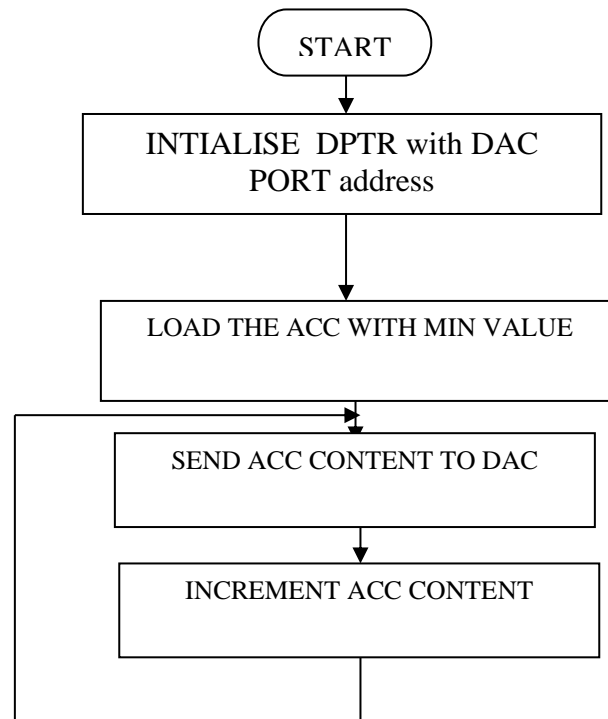 START
INTIALISE DPTR with DAC
PORT address
LOAD THE ACC WITH MIN VALUE
SEND ACC CONTENT TO DAC
INCREMENT ACC CONTENT